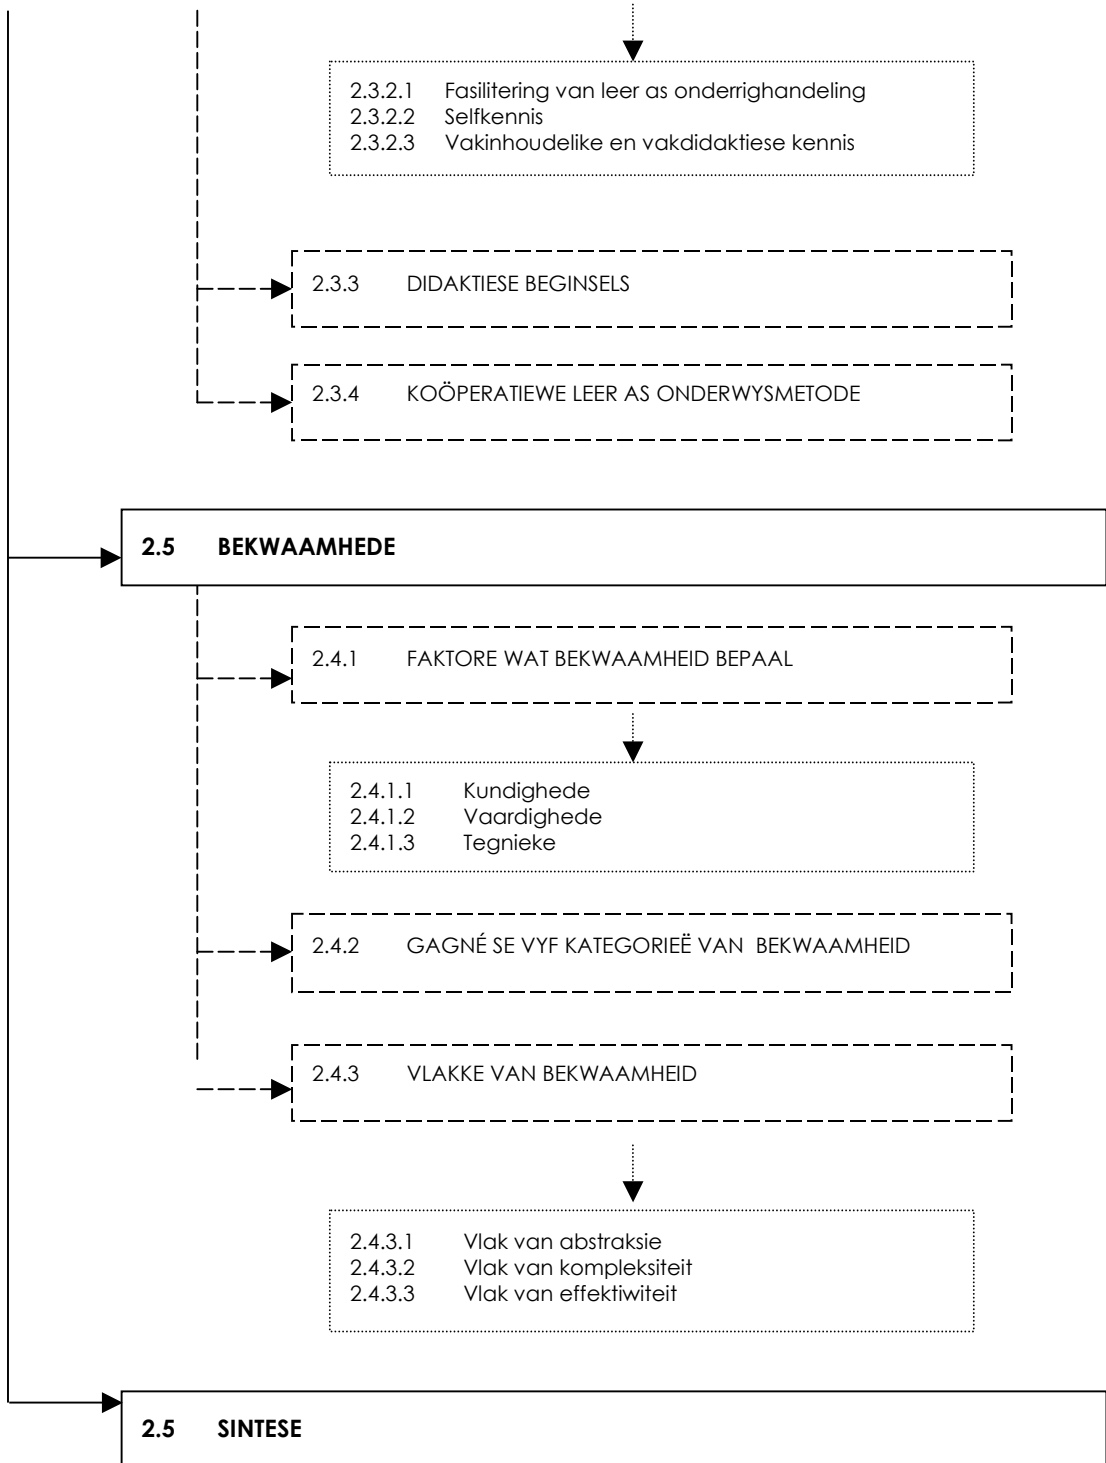 2.3.2.1 Fasilitering van leer as onderrighandeling
2.3.2.2 Selfkennis
2.3.2.3 Vakinhoudelike en vakdidaktiese kennis
2.3.3 DIDAKTIESE BEGINSELS
2.3.4 KOÖPERATIEWE LEER AS ONDERWYSMETODE
2.5 BEKWAAMHEDE
2.4.1 FAKTORE WAT BEKWAAMHEID BEPAAL
2.4.1.1 Kundighede
2.4.1.2 Vaardighede
2.4.1.3 Tegnieke
2.4.2 GAGNÉ SE VYF KATEGORIEË VAN BEKWAAMHEID
2.4.3 VLAKKE VAN BEKWAAMHEID
2.4.3.1 Vlak van abstraksie
2.4.3.2 Vlak van kompleksiteit
2.4.3.3 Vlak van effektiwiteit
2.5 SINTESE